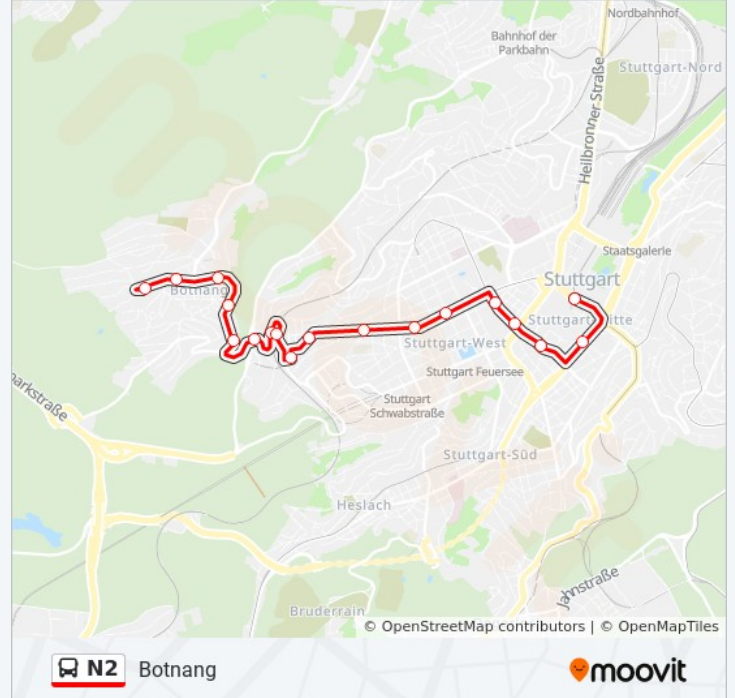 Nordbahnhof
Bahnhof der
Parkbahn
Stuttgart-Nord
Heilbronner Straße
Staatsgalerie
Stuttgart
Botnang
Stuttgart-Mitte
Stuttgart-West
Stuttgart Feuersee
parkstraße
Stuttgart
Schwabstraße
Stuttgart-Süd
Heslach
Jahnstraße
Bruderrain
© OpenStreetMap contributors | © OpenMapTiles
N2 Botnang
moovit